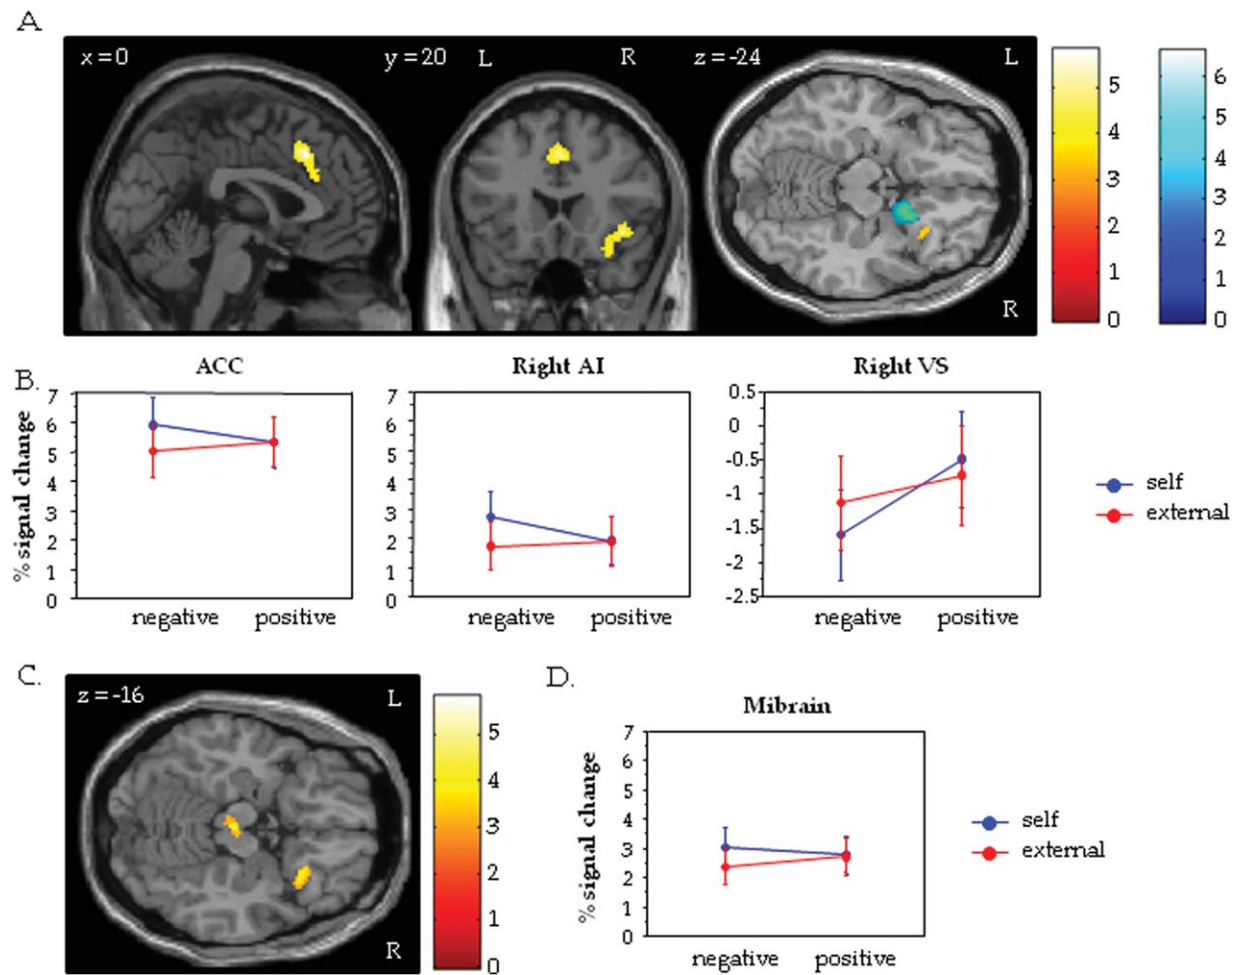 A.
x = 0
y = 20 L R
z = -24 L
R
5
4
3
2
1
0
6
5
4
3
2
1
0
B.
ACC
Right AI
Right VS
% signal change
7
6
5
4
3
2
1
0
negative positive
7
6
5
4
3
2
1
0
negative positive
0.5
0
-0.5
-1
-1.5
-2
-2.5
negative positive
self
external
C.
z = -16 L
R
5
4
3
2
1
0
D.
Mibrain
% signal change
7
6
5
4
3
2
1
0
negative positive
self
external